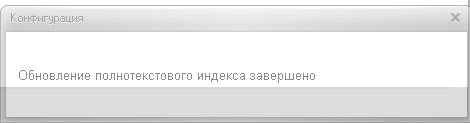 Конфигурация
Обновление полнотекстового индекса завершено